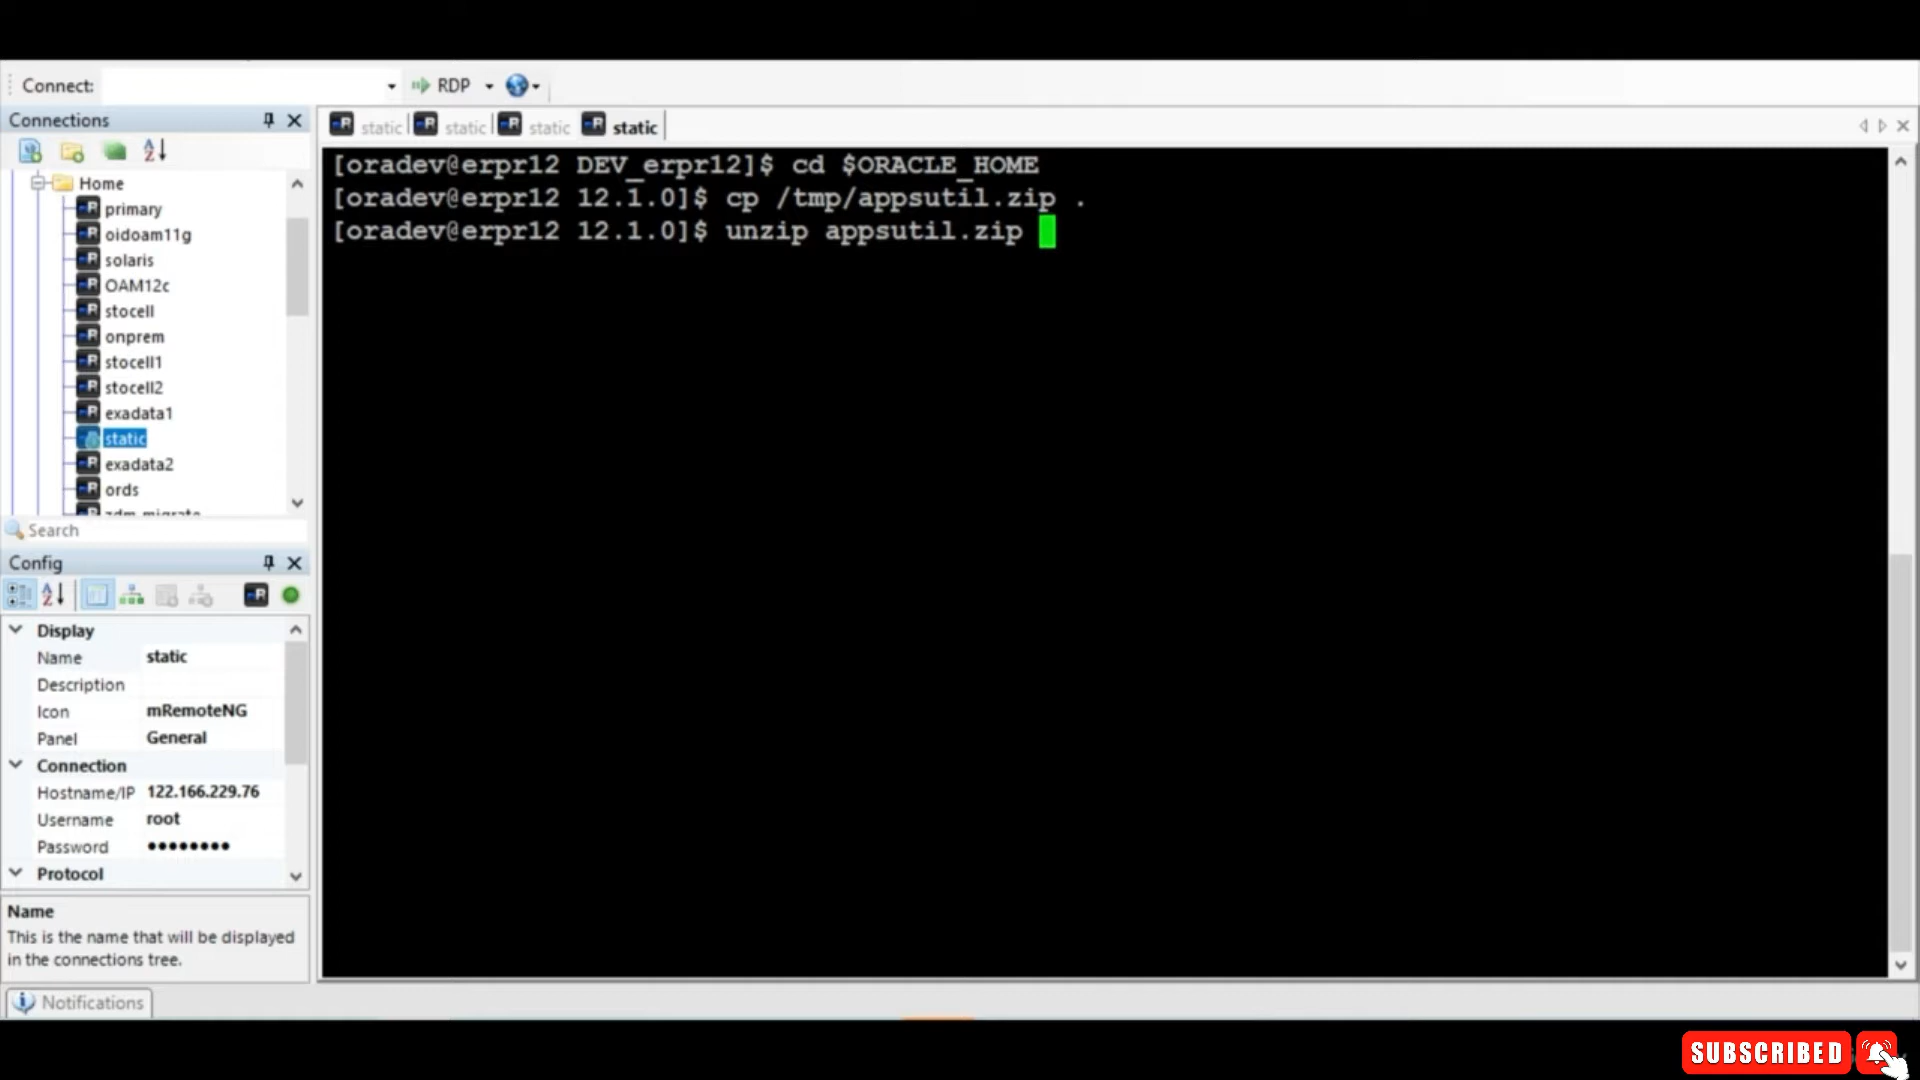 Connect:
RDP
Connections
static
static
static
static
Home
primary
oidoam11g
solaris
OAM12c
stocell
onprem
stocell1
stocell2
exadata1
static
exadata2
ords
zdm_migrate
Search
[oradev@erpr12 DEV_erpr12]$ cd $ORACLE_HOME
[oradev@erpr12 12.1.0]$ cp /tmp/appsutil.zip .
[oradev@erpr12 12.1.0]$ unzip appsutil.zip
Config
Display
Name static
Description
Icon mRemoteNG
Panel General
Connection
Hostname/IP 122.166.229.76
Username root
Password ●●●●●●●●
Protocol
Name
This is the name that will be displayed
in the connections tree.
Notifications
SUBSCRIBED